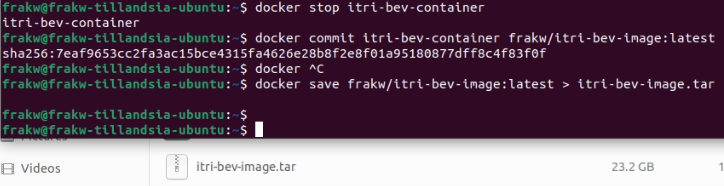 frakw@frakw-tillandsia-ubuntu:~$ docker stop itri-bev-container
itri-bev-container
frakw@frakw-tillandsia-ubuntu:~$ docker commit itri-bev-container frakw/itri-bev-image:latest
sha256:7eaf9653cc2fa3ac15bce4315fa4626e28b8f2e8f01a95180877dff8c4f83f0f
frakw@frakw-tillandsia-ubuntu:~$ docker ^C
frakw@frakw-tillandsia-ubuntu:~$ docker save frakw/itri-bev-image:latest > itri-bev-image.tar
frakw@frakw-tillandsia-ubuntu:~$
frakw@frakw-tillandsia-ubuntu:~$
Videos
itri-bev-image.tar 23.2 GB